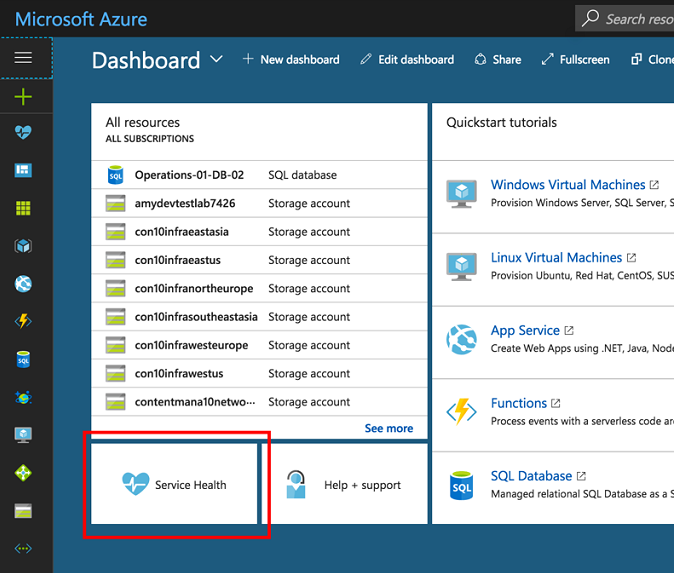 Microsoft Azure
Search reso
Dashboard
New dashboard
Edit dashboard
Share
Fullscreen
Clone
All resources
ALL SUBSCRIPTIONS
Operations-01-DB-02 SQL database
amydevtestlab7426 Storage account
con10infraeastasia Storage account
con10infraeastus Storage account
con10infranortheurope Storage account
con10infrasoutheastasia Storage account
con10infrawesteurope Storage account
con10infrawestus Storage account
contentmana10netwo··· Storage account
See more
Service Health
Help + support
Quickstart tutorials
Windows Virtual Machines
Provision Windows Server, SQL Server, S
Linux Virtual Machines
Provision Ubuntu, Red Hat, CentOS, SUS
App Service
Create Web Apps using .NET, Java, Node
Functions
Process events with a serverless code ar
SQL Database
Managed relational SQL Database as a S